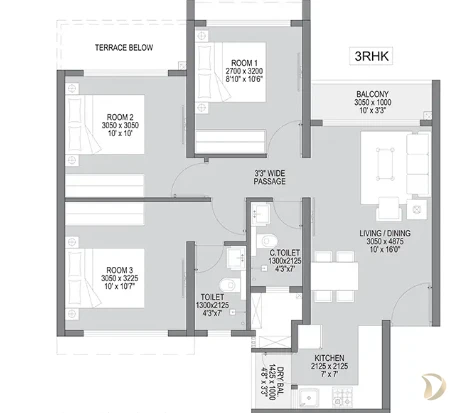 TERRACE BELOW
ROOM 1
2700 x 3200
8'10" x 10'6"
3RHK
BALCONY
3050 x 1000
10' x 3'3"
ROOM 2
3050 x 3050
10' x 10'
3'3" WIDE
PASSAGE
LIVING / DINING
3050 x 4875
10' x 16'0"
C.TOILET
1300x2125
4'3"x7'
ROOM 3
3050 x 3225
10' x 10'7"
TOILET
1300x2125
4'3"x7'
KITCHEN
2125 x 2125
7' x 7'
DRY BAL
1425 x 1000
4'8" x 3'3"